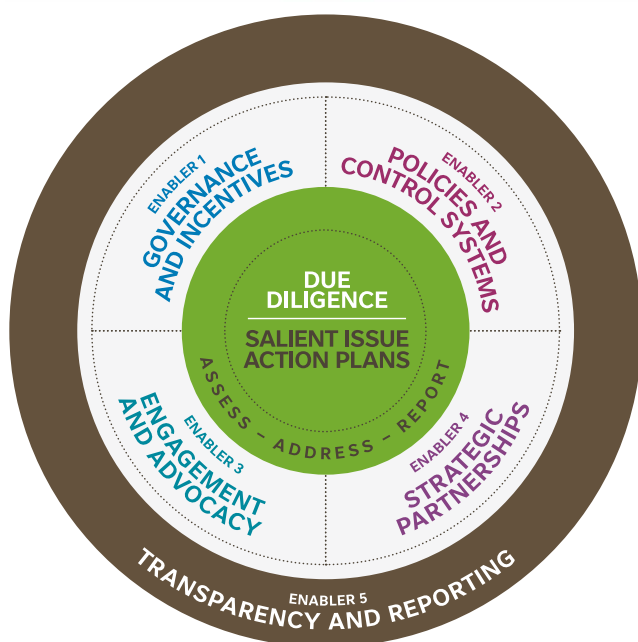 ENABLER 1
GOVERNANCE
AND INCENTIVES
ENABLER 2
POLICIES AND
CONTROL SYSTEMS
DUE
DILIGENCE
SALIENT ISSUE
ACTION PLANS
ASSESS – ADDRESS – REPORT
ENABLER 3
ENGAGEMENT
AND ADVOCACY
ENABLER 4
STRATEGIC
PARTNERSHIPS
ENABLER 5
TRANSPARENCY AND REPORTING